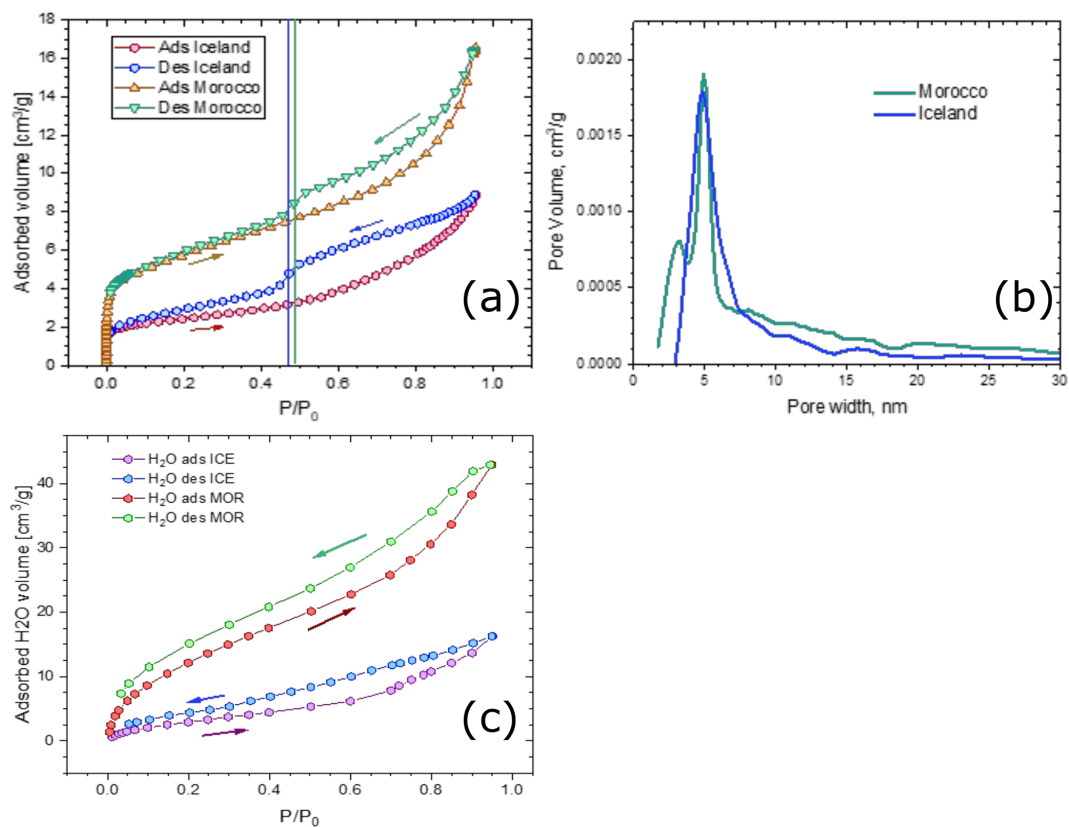 18
16
14
12
10
8
6
4
2
0
Adsorbed volume [cm³/g]
Ads Iceland
Des Iceland
Ads Morocco
Des Morocco
(a)
0.0 0.2 0.4 0.6 0.8 1.0
P/P₀
0.0020
0.0015
0.0010
0.0005
0.0000
Pore Volume, cm³/g
Morocco
Iceland
(b)
0 5 10 15 20 25 30
Pore width, nm
40
30
20
10
0
Adsorbed H2O volume [cm³/g]
H₂O ads ICE
H₂O des ICE
H₂O ads MOR
H₂O des MOR
(c)
0.0 0.2 0.4 0.6 0.8 1.0
P/P₀